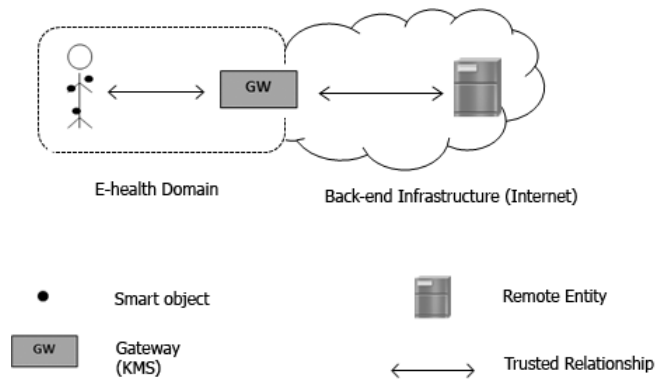 GW
E-health Domain
Back-end Infrastructure (Internet)
Smart object
Remote Entity
GW
Gateway
(KMS)
Trusted Relationship